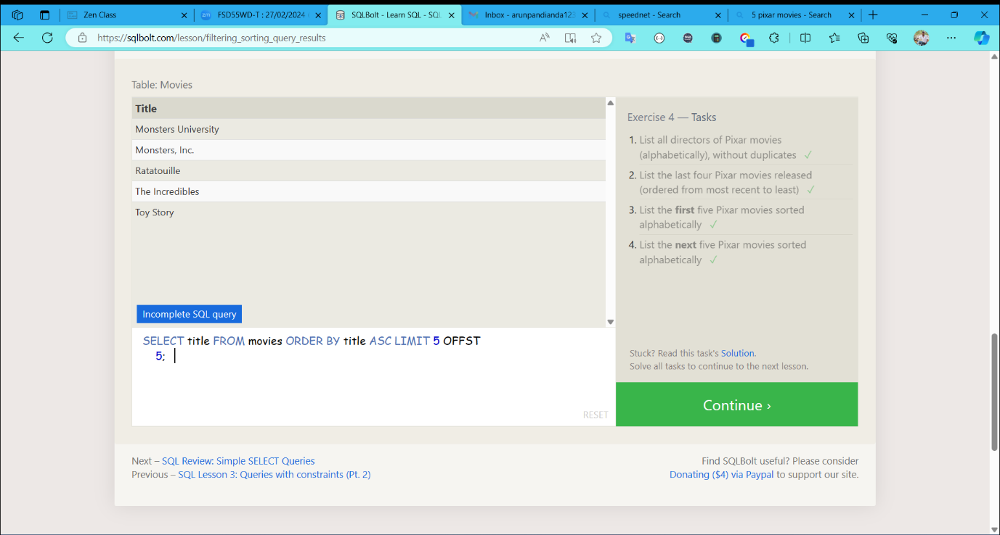 Zen Class
FSD55WD-T : 27/02/2024
SQLBolt - Learn SQL - SQL
Inbox - arunpandianda123
speednet - Search
5 pixar movies - Search
https://sqlbolt.com/lesson/filtering_sorting_query_results
Table: Movies
Title
Monsters University
Monsters, Inc.
Ratatouille
The Incredibles
Toy Story
Incomplete SQL query
SELECT title FROM movies ORDER BY title ASC LIMIT 5 OFFST
5;
RESET
Exercise 4 — Tasks
1. List all directors of Pixar movies
(alphabetically), without duplicates ✓
2. List the last four Pixar movies released
(ordered from most recent to least) ✓
3. List the first five Pixar movies sorted
alphabetically ✓
4. List the next five Pixar movies sorted
alphabetically ✓
Stuck? Read this task's Solution.
Solve all tasks to continue to the next lesson.
Continue ›
Next – SQL Review: Simple SELECT Queries
Previous – SQL Lesson 3: Queries with constraints (Pt. 2)
Find SQLBolt useful? Please consider
Donating ($4) via Paypal to support our site.